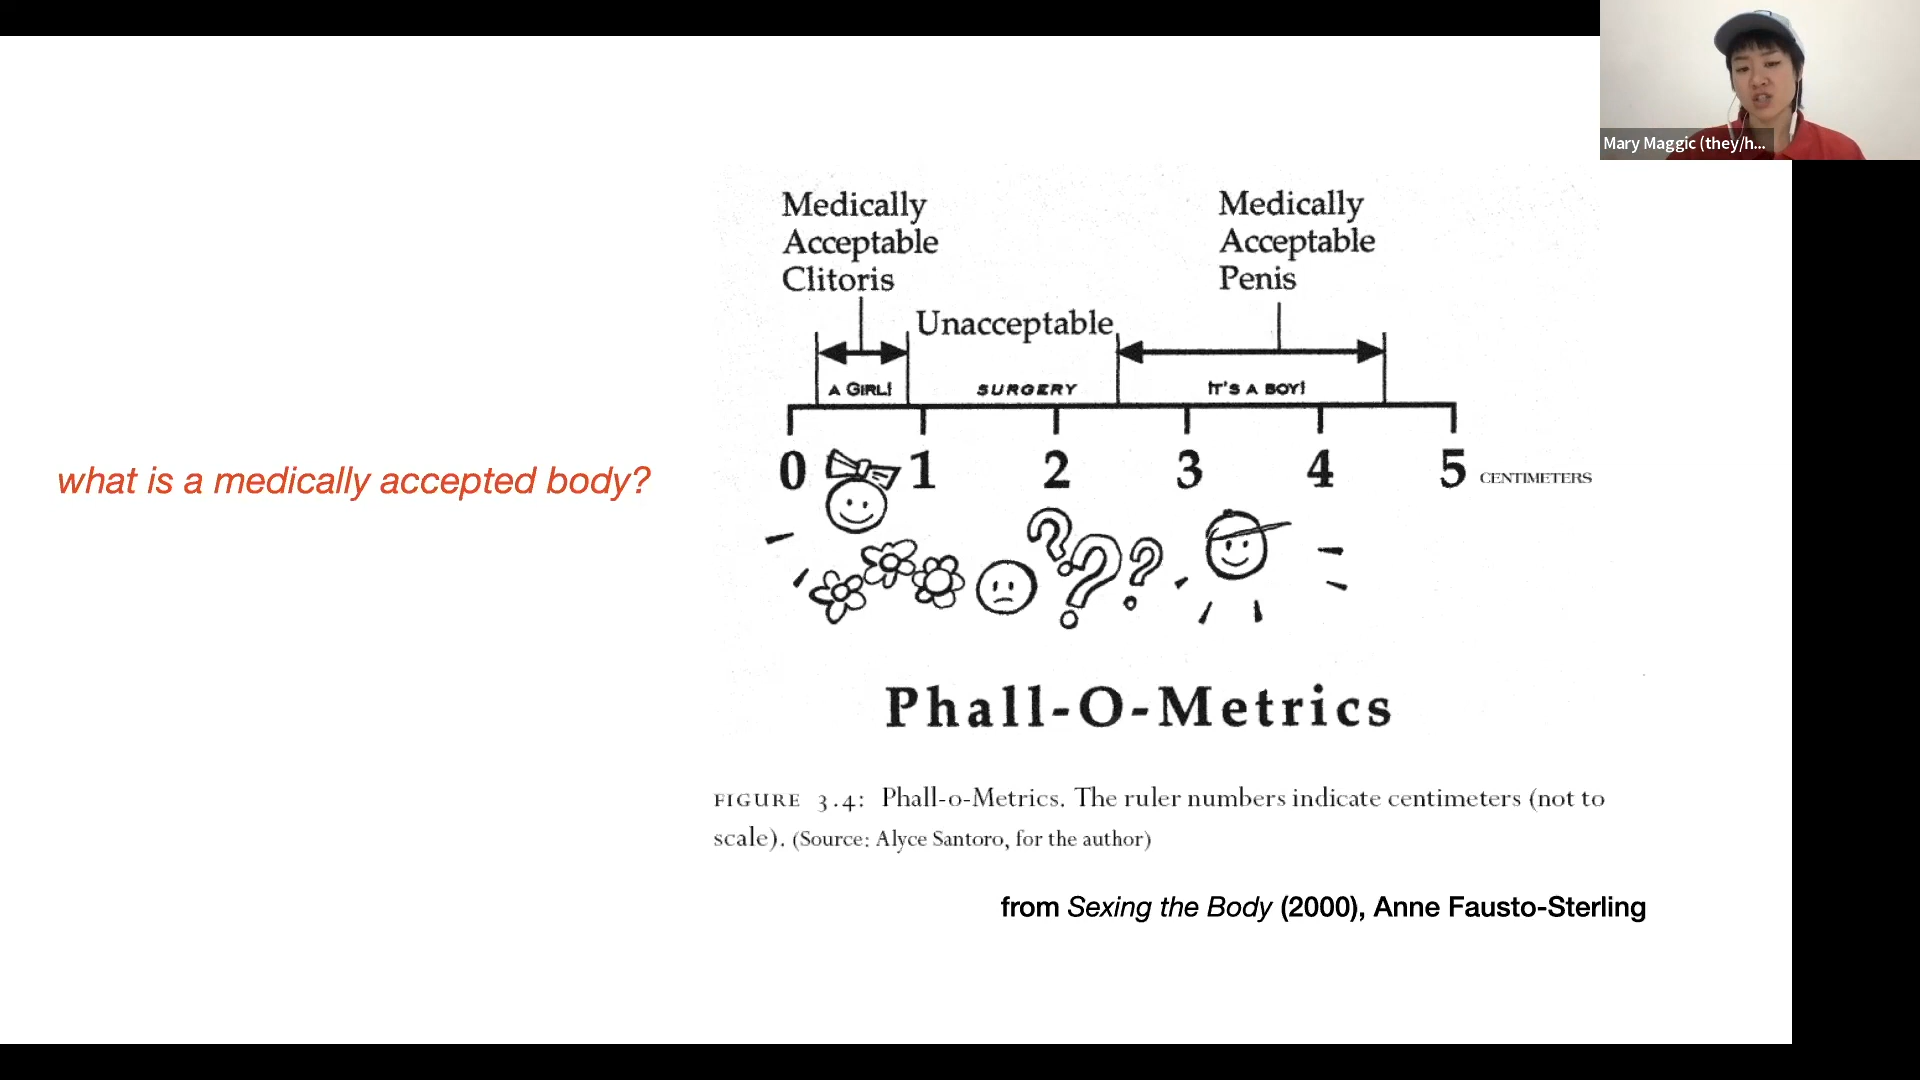 Mary Maggic (they/h...
Medically
Acceptable
Clitoris
Medically
Acceptable
Penis
Unacceptable
A GIRL!
SURGERY
IT'S A BOY!
0 1 2 3 4 5 CENTIMETERS
what is a medically accepted body?
? ? ?
Phall-O-Metrics
FIGURE 3.4: Phall-o-Metrics. The ruler numbers indicate centimeters (not to
scale). (Source: Alyce Santoro, for the author)
from Sexing the Body (2000), Anne Fausto-Sterling